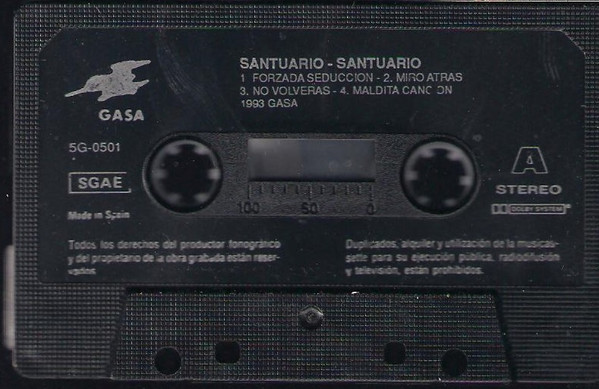 SANTUARIO - SANTUARIO
1 FORZADA SEDUCCION - 2. MIRO ATRAS
3. NO VOLVERAS - 4. MALDITA CANC ON
1993 GASA
GASA
5G-0501
SGAE
Made in Spain
A
STEREO
DOLBY SYSTEM
100 50 0
Todos los derechos del productor fonográfico
y del propietario de la obra grabada están reser-
vados
Duplicados, alquiler y utilización de la musicas-
sette para su ejecución pública, radiodifusión
y televisión, están prohibidos.